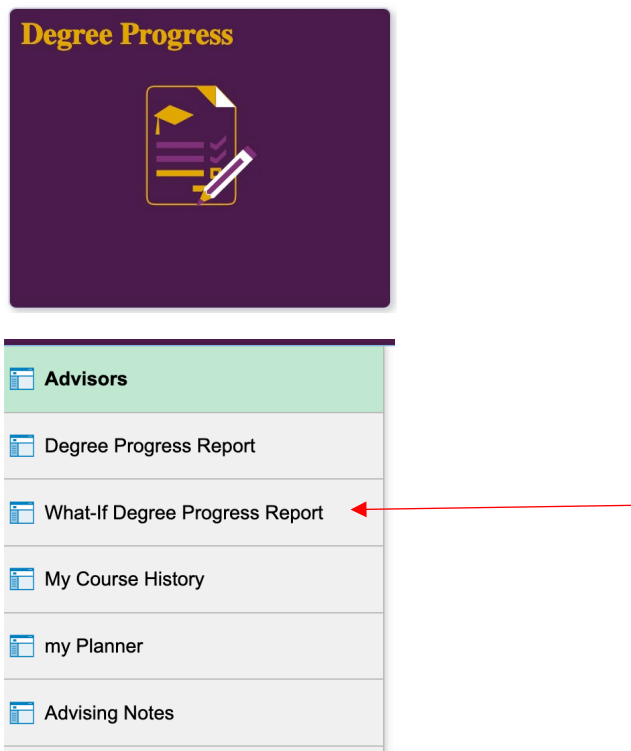 Degree Progress
Advisors
Degree Progress Report
What-If Degree Progress Report
My Course History
my Planner
Advising Notes